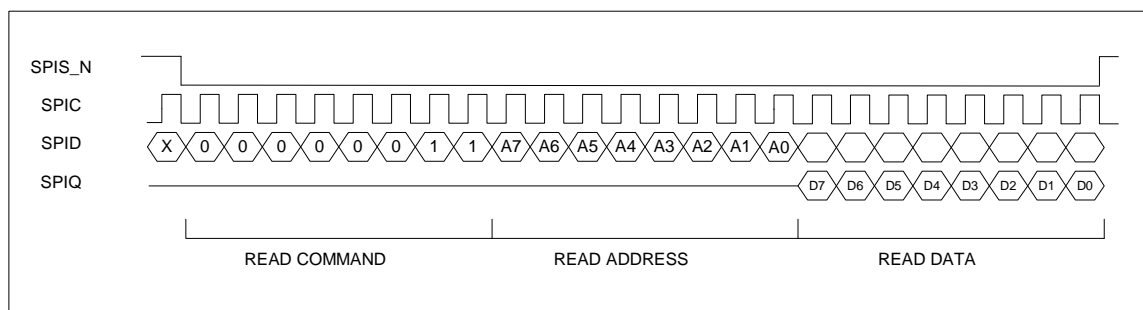 SPIS_N
SPIC
SPID X 0 0 0 0 0 0 1 1 A7 A6 A5 A4 A3 A2 A1 A0
SPIQ D7 D6 D5 D4 D3 D2 D1 D0
READ COMMAND READ ADDRESS READ DATA